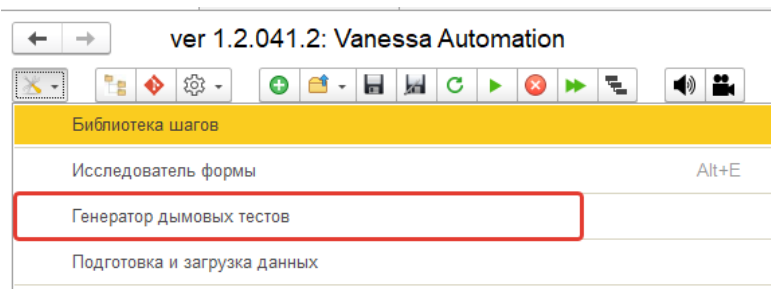 ver 1.2.041.2: Vanessa Automation
Библиотека шагов
Исследователь формы Alt+E
Генератор дымовых тестов
Подготовка и загрузка данных